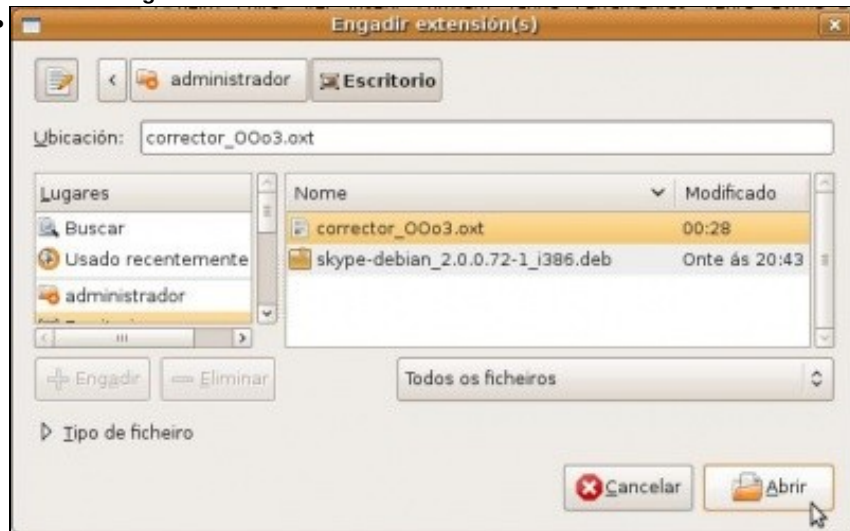 Engadir extensión(s)
administrador Escritorio
Ubicación: corrector_OOo3.oxt
Lugares Nome Modificado
Buscar corrector_OOo3.oxt 00:28
Usado recentemente skype-debian_2.0.0.72-1_i386.deb Onte ás 20:43
administrador
Engadir Eliminar Todos os ficheiros
Tipo de ficheiro
Cancelar Abrir